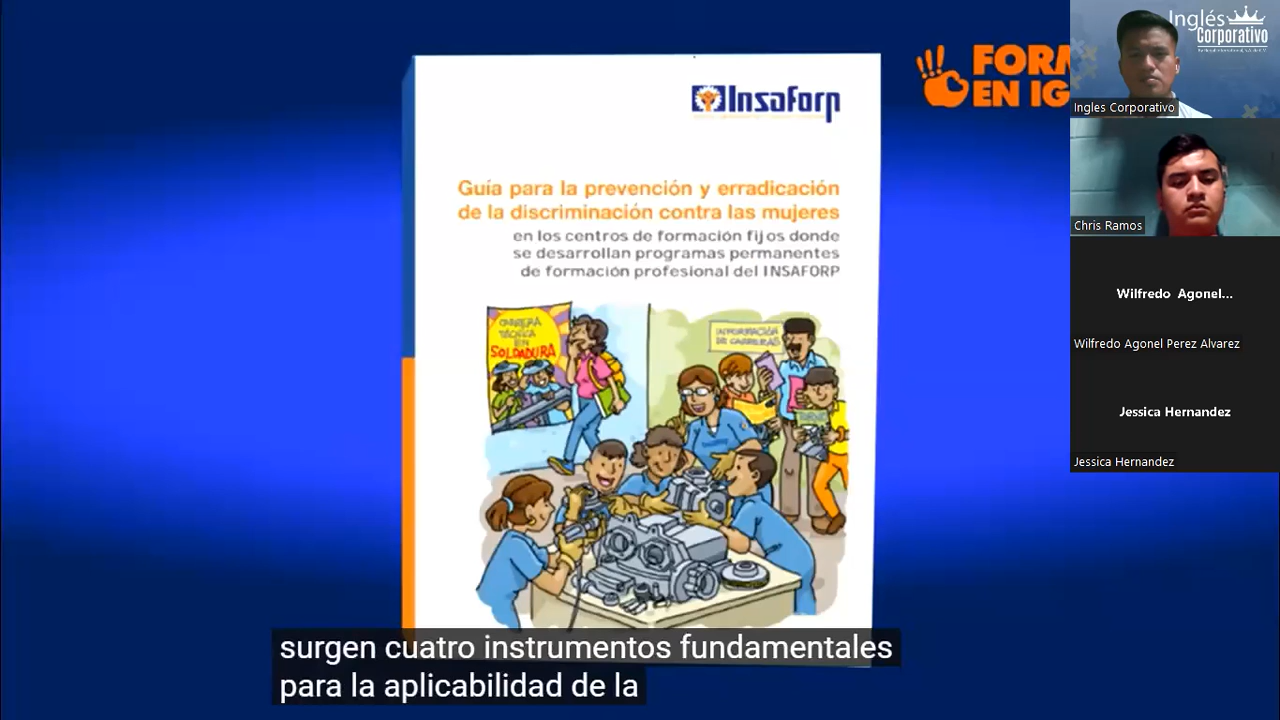 Insaforp
FORM
EN IG
Guía para la prevención y erradicación
de la discriminación contra las mujeres
en los centros de formación fijos donde
se desarrollan programas permanentes
de formación profesional del INSAFORP
CARRERA
TÉCNICA
EN
SOLDADURA
INFORMACIÓN
DE CARRERAS
surgen cuatro instrumentos fundamentales
para la aplicabilidad de la
Inglés
Corporativo
Ingles Corporativo
Chris Ramos
Wilfredo Agonel...
Wilfredo Agonel Perez Alvarez
Jessica Hernandez
Jessica Hernandez